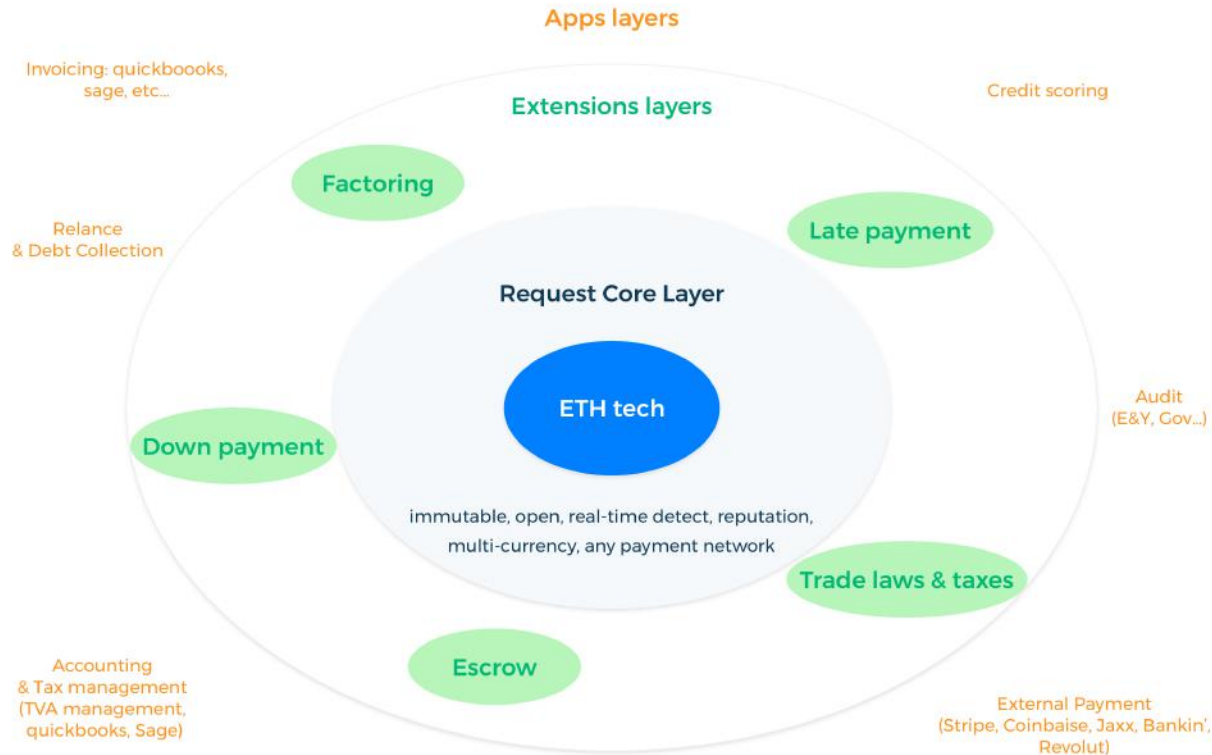 Apps layers
Invoicing: quickboooks,
sage, etc...
Credit scoring
Extensions layers
Factoring
Late payment
Relance
& Debt Collection
Request Core Layer
ETH tech
Audit
(E&Y, Gov...)
Down payment
immutable, open, real-time detect, reputation,
multi-currency, any payment network
Trade laws & taxes
Escrow
Accounting
& Tax management
(TVA management,
quickbooks, Sage)
External Payment
(Stripe, Coinbaise, Jaxx, Bankin',
Revolut)